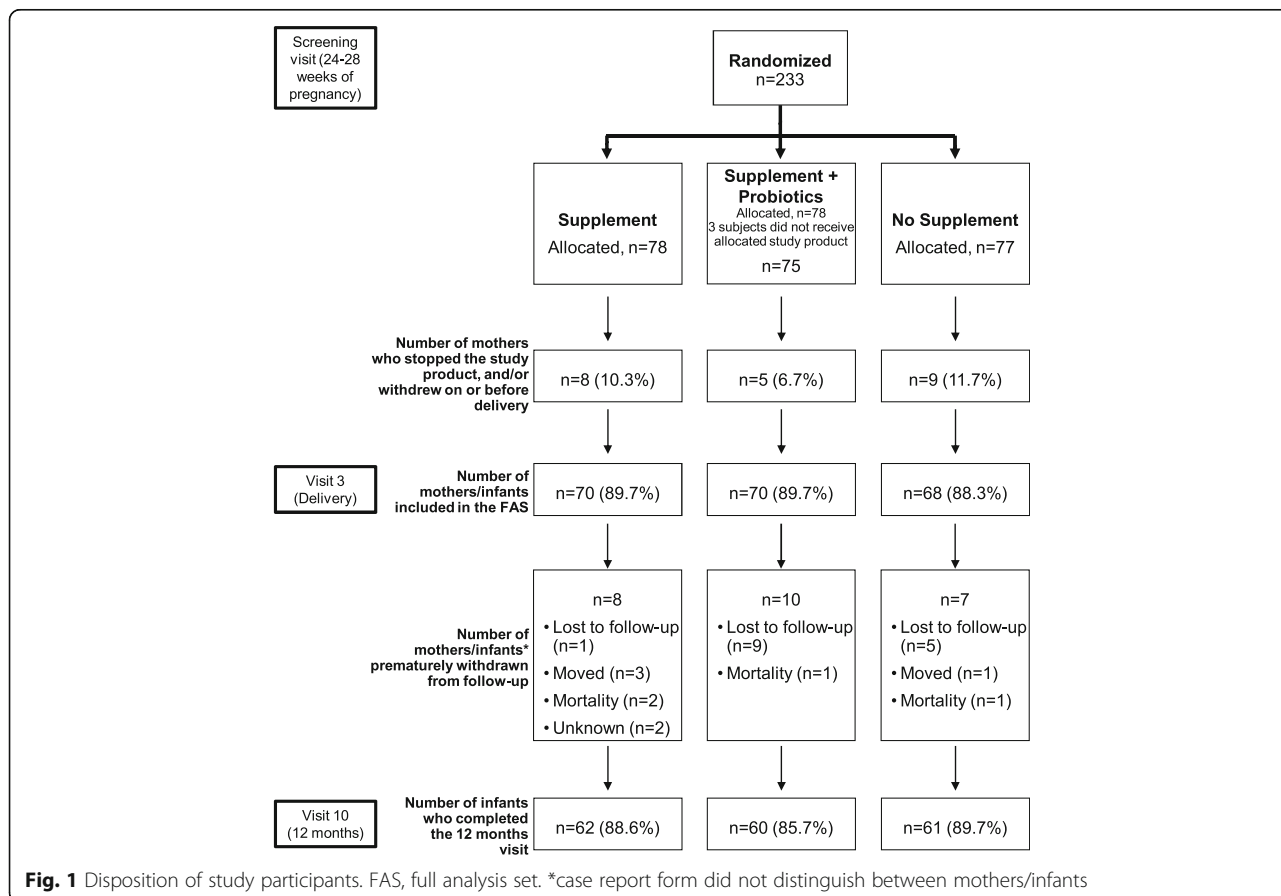 Screening
visit (24-28
weeks of
pregnancy)
Randomized
n=233
Supplement
Allocated, n=78
Supplement +
Probiotics
Allocated, n=78
3 subjects did not receive
allocated study product
n=75
No Supplement
Allocated, n=77
Number of mothers
who stopped the study
product, and/or
withdrew on or before
delivery
n=8 (10.3%)
n=5 (6.7%)
n=9 (11.7%)
Visit 3
(Delivery)
Number of
mothers/infants
included in the FAS
n=70 (89.7%)
n=70 (89.7%)
n=68 (88.3%)
Number of
mothers/infants*
prematurely withdrawn
from follow-up
n=8
• Lost to follow-up
(n=1)
• Moved (n=3)
• Mortality (n=2)
• Unknown (n=2)
n=10
• Lost to follow-up
(n=9)
• Mortality (n=1)
n=7
• Lost to follow-up
(n=5)
• Moved (n=1)
• Mortality (n=1)
Visit 10
(12 months)
Number of infants
who completed
the 12 months
visit
n=62 (88.6%)
n=60 (85.7%)
n=61 (89.7%)
Fig. 1 Disposition of study participants. FAS, full analysis set. *case report form did not distinguish between mothers/infants